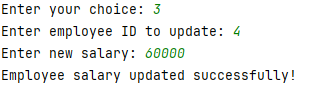 Enter your choice: 3
Enter employee ID to update: 4
Enter new salary: 60000
Employee salary updated successfully!